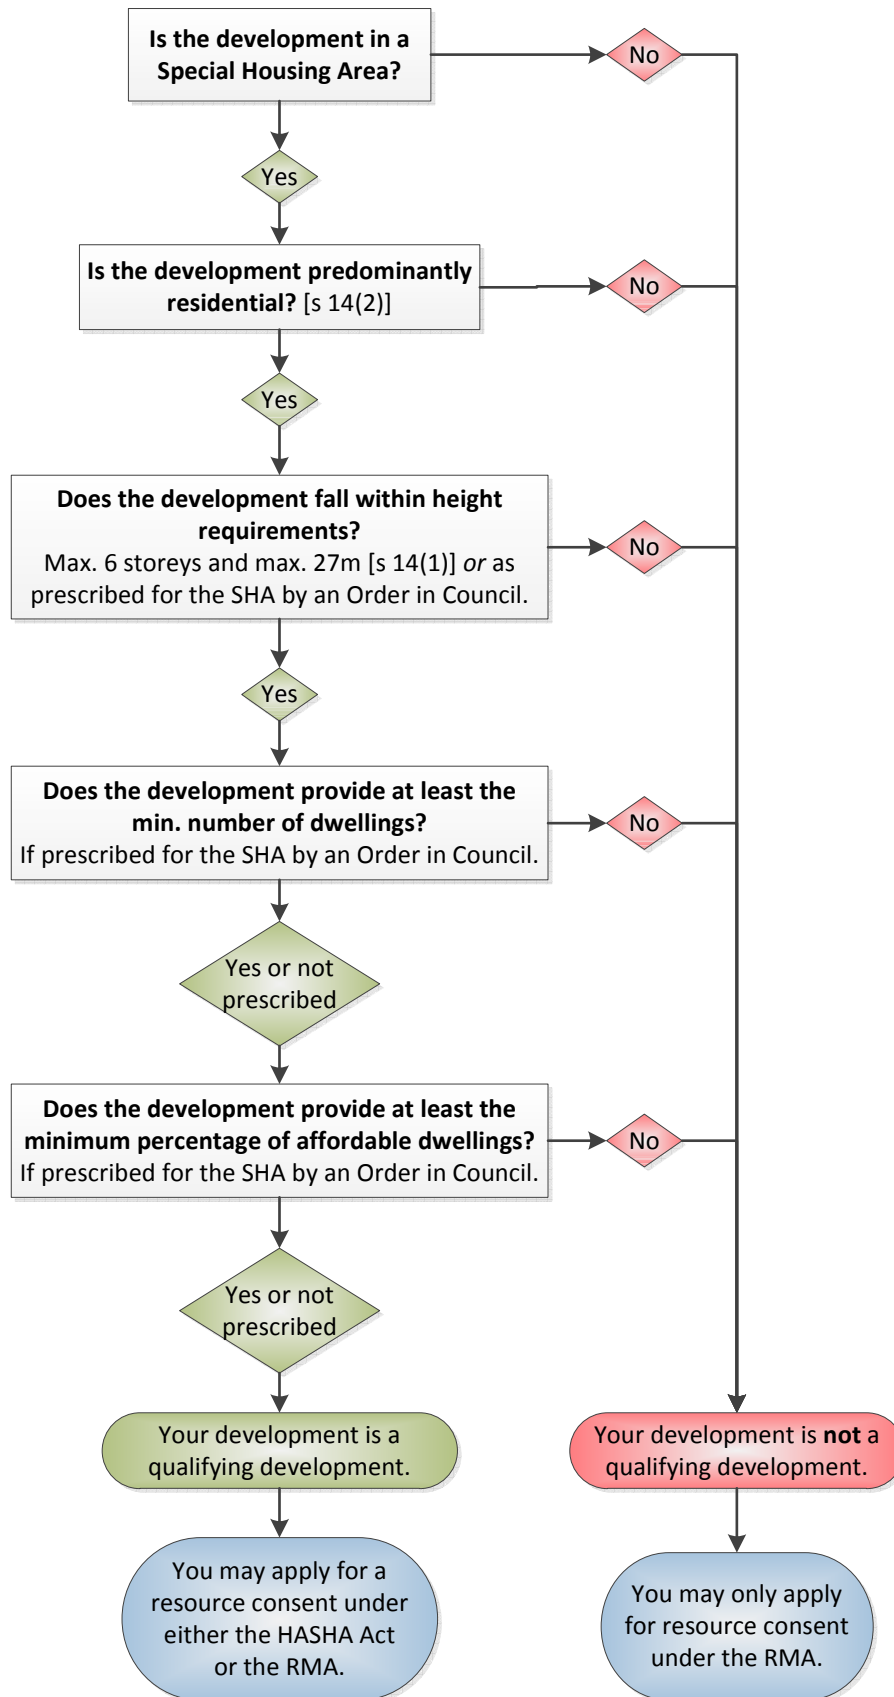 Is the development in a
Special Housing Area?
No
Yes
Is the development predominantly
residential? [s 14(2)]
No
Yes
Does the development fall within height
requirements?
Max. 6 storeys and max. 27m [s 14(1)] or as
prescribed for the SHA by an Order in Council.
No
Yes
Does the development provide at least the
min. number of dwellings?
If prescribed for the SHA by an Order in Council.
No
Yes or not
prescribed
Does the development provide at least the
minimum percentage of affordable dwellings?
If prescribed for the SHA by an Order in Council.
No
Yes or not
prescribed
Your development is a
qualifying development.
Your development is not a
qualifying development.
You may apply for a
resource consent under
either the HASHA Act
or the RMA.
You may only apply
for resource consent
under the RMA.